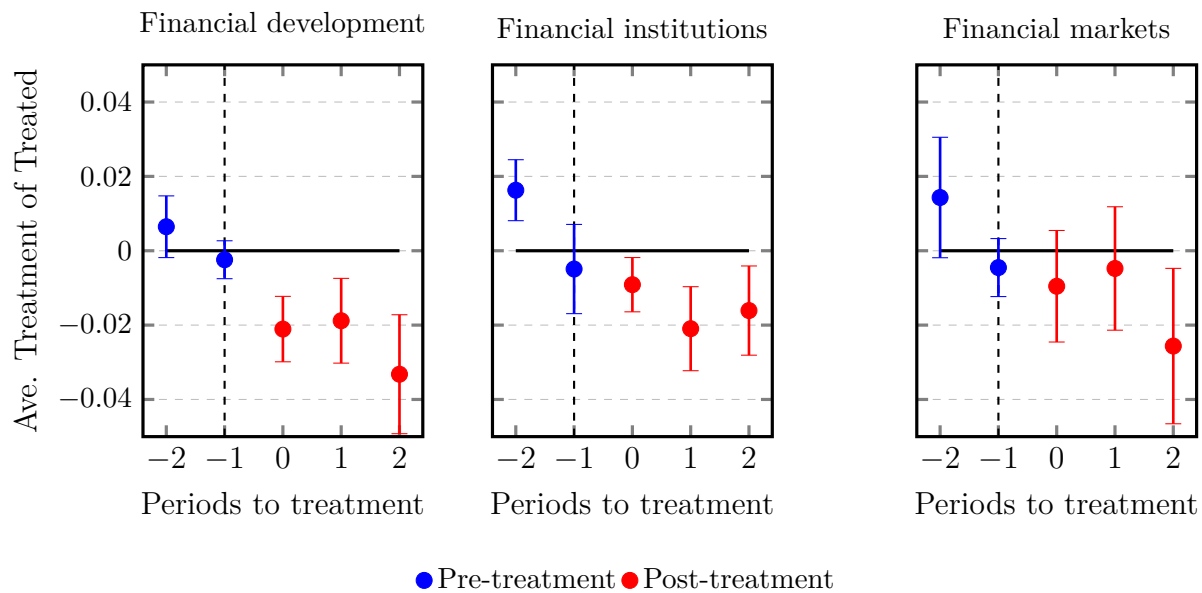 Financial development
Financial institutions
Financial markets
Ave. Treatment of Treated
0.04
0.02
0
−0.02
−0.04
−2 −1 0 1 2
−2 −1 0 1 2
−2 −1 0 1 2
Periods to treatment
Periods to treatment
Periods to treatment
Pre-treatment Post-treatment